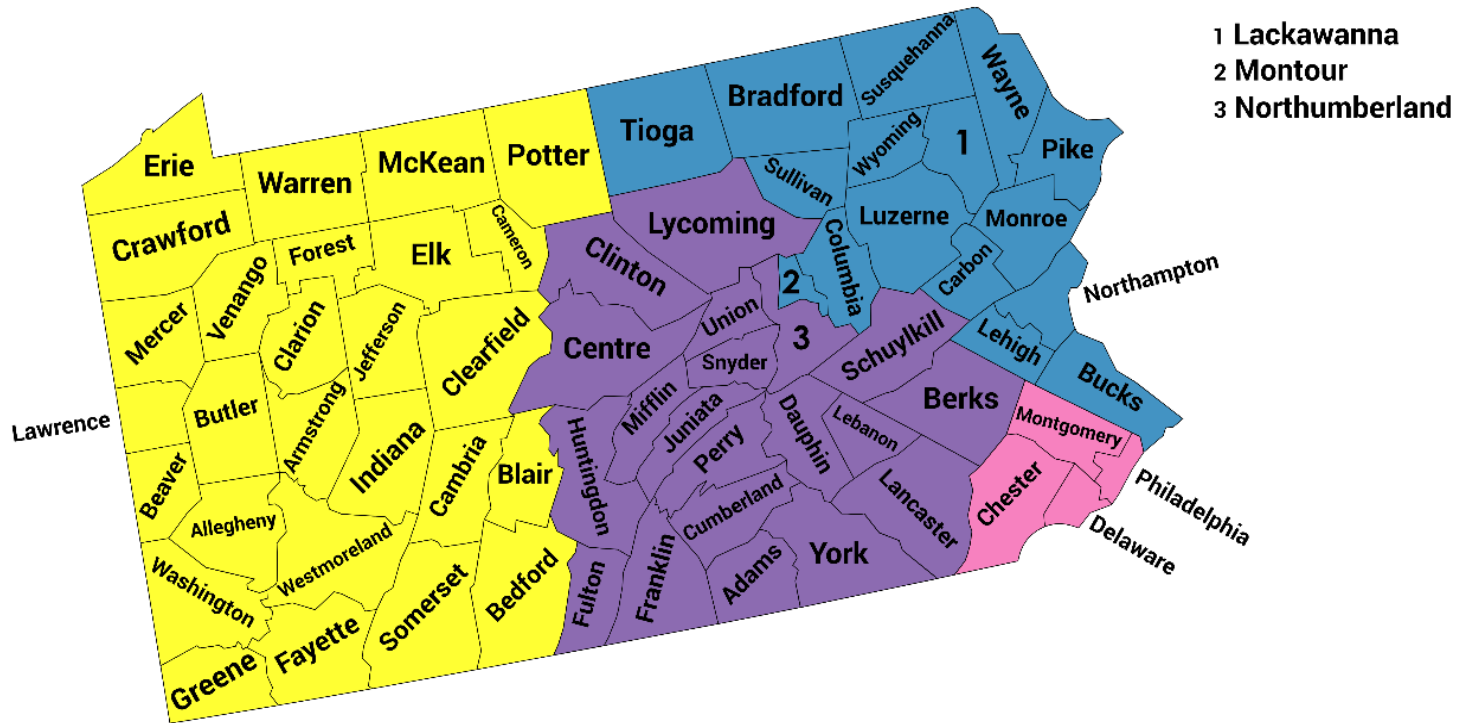 1 Lackawanna
2 Montour
3 Northumberland
Erie
Warren
McKean
Potter
Tioga
Bradford
Susquehanna
Wayne
Crawford
Forest
Elk
Cameron
Lycoming
Sullivan
Wyoming
1
Pike
Mercer
Venango
Clarion
Jefferson
Clearfield
Clinton
Columbia
Luzerne
Monroe
Lawrence
Butler
Armstrong
Centre
Union
2
3
Carbon
Northampton
Snyder
Schuylkill
Lehigh
Bucks
Beaver
Indiana
Cambria
Blair
Huntingdon
Mifflin
Juniata
Perry
Dauphin
Lebanon
Berks
Montgomery
Allegheny
Westmoreland
Cumberland
Lancaster
Chester
Philadelphia
Delaware
Washington
Greene
Fayette
Somerset
Bedford
Fulton
Franklin
Adams
York